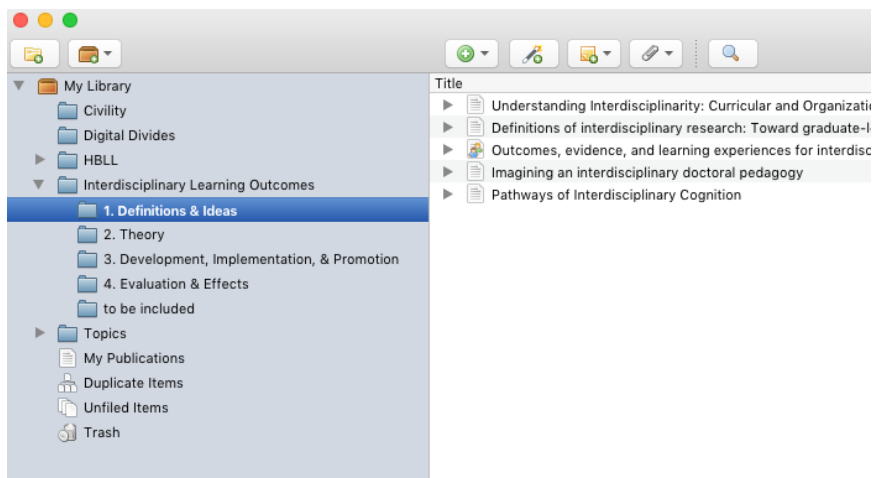 My Library
Civility
Digital Divides
HBLL
Interdisciplinary Learning Outcomes
1. Definitions & Ideas
2. Theory
3. Development, Implementation, & Promotion
4. Evaluation & Effects
to be included
Topics
My Publications
Duplicate Items
Unfiled Items
Trash
Title
Understanding Interdisciplinarity: Curricular and Organizatio
Definitions of interdisciplinary research: Toward graduate-l
Outcomes, evidence, and learning experiences for interdisc
Imagining an interdisciplinary doctoral pedagogy
Pathways of Interdisciplinary Cognition